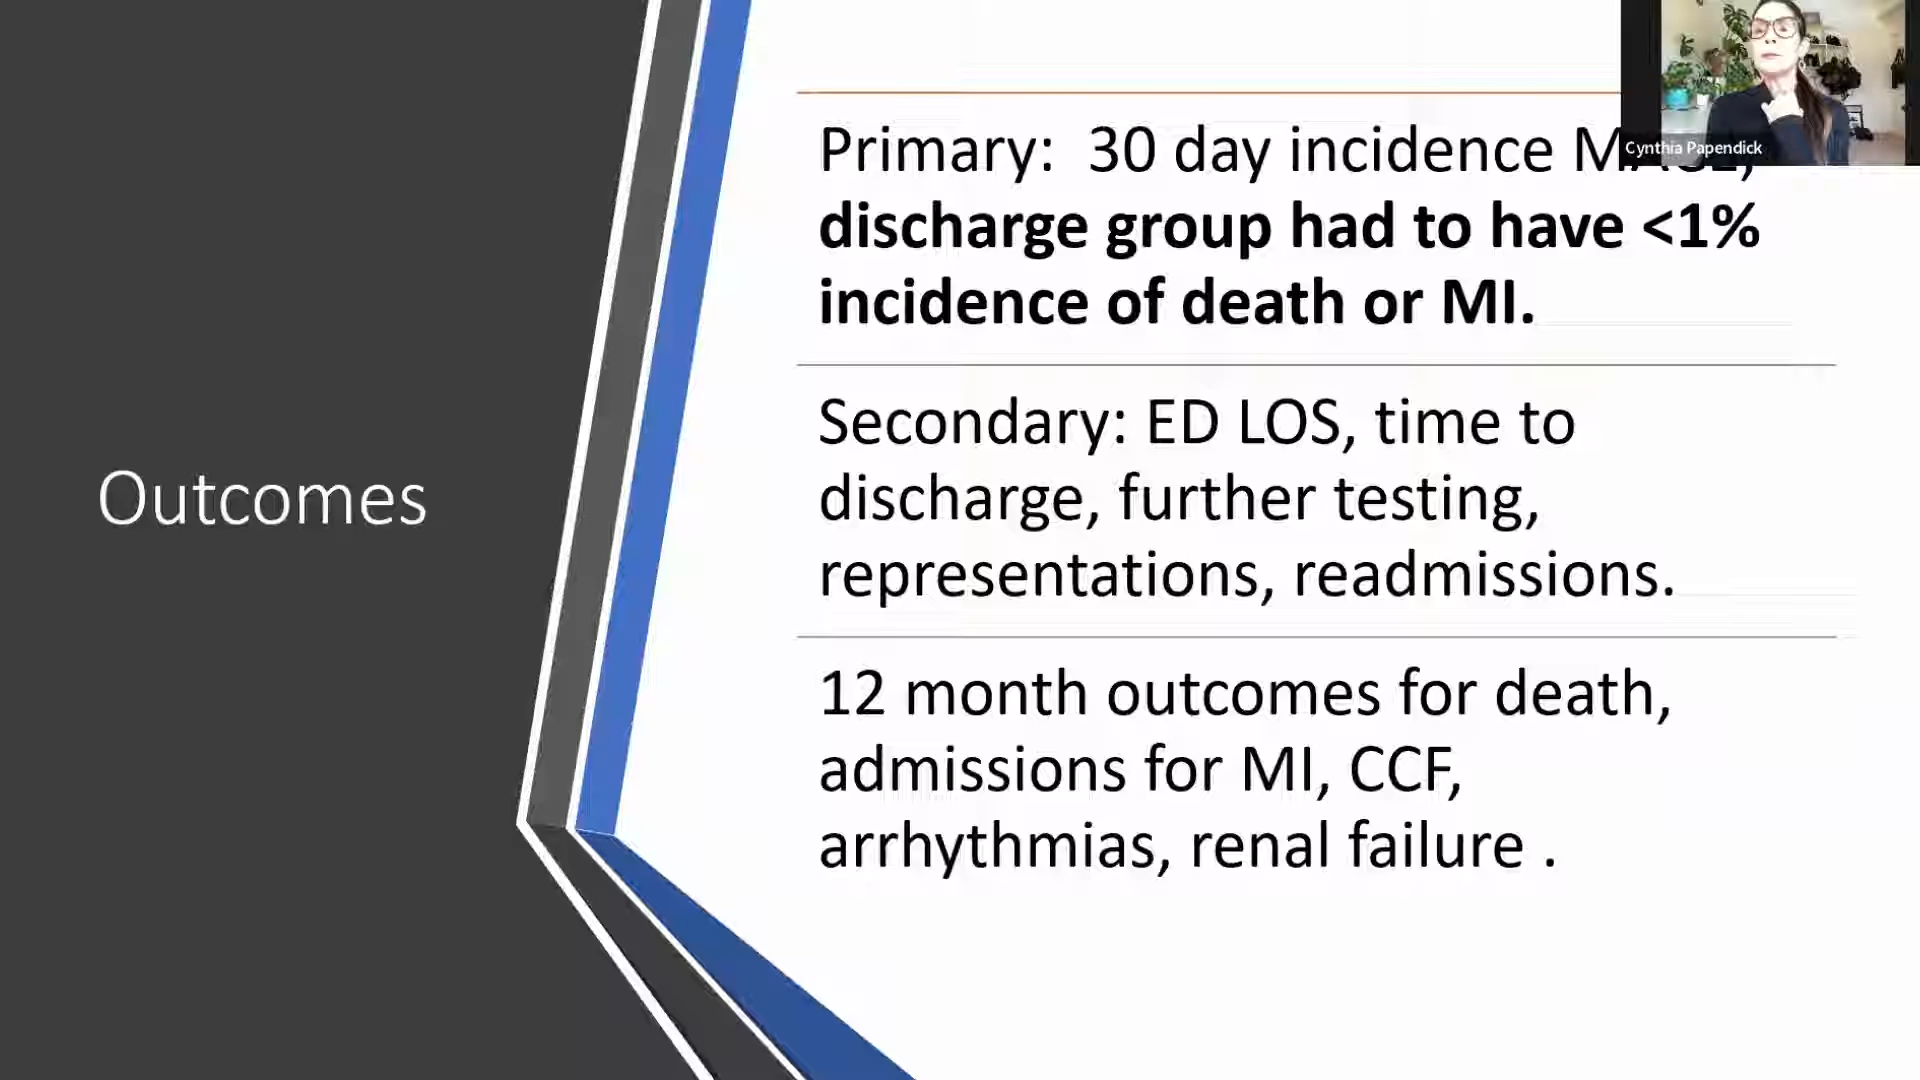 Cynthia Papendick
Primary: 30 day incidence
discharge group had to have <1%
incidence of death or MI.
Secondary: ED LOS, time to
discharge, further testing,
representations, readmissions.
Outcomes
12 month outcomes for death,
admissions for MI, CCF,
arrhythmias, renal failure .